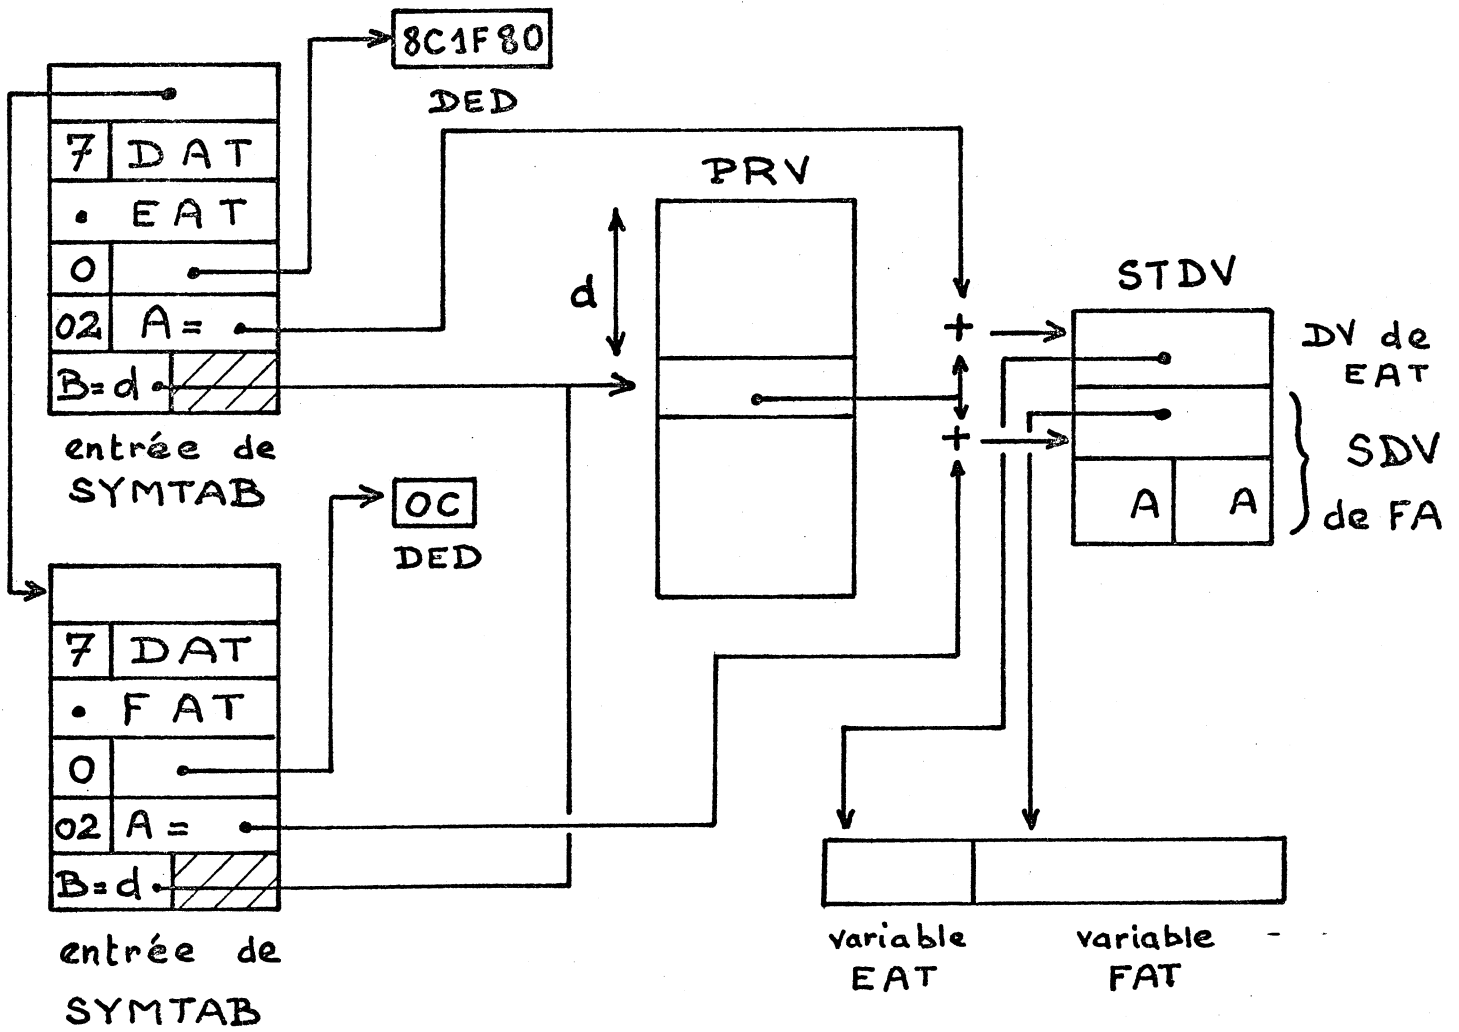 8C1F80
DED
7 DAT
. EAT
0
02 A=
B=d
entrée de
SYMTAB
PRV
d
+
+
STDV
DV de
EAT
SDV
de FA
A A
OC
DED
7 DAT
. FAT
0
02 A=
B=d
entrée de
SYMTAB
variable
EAT
variable
FAT